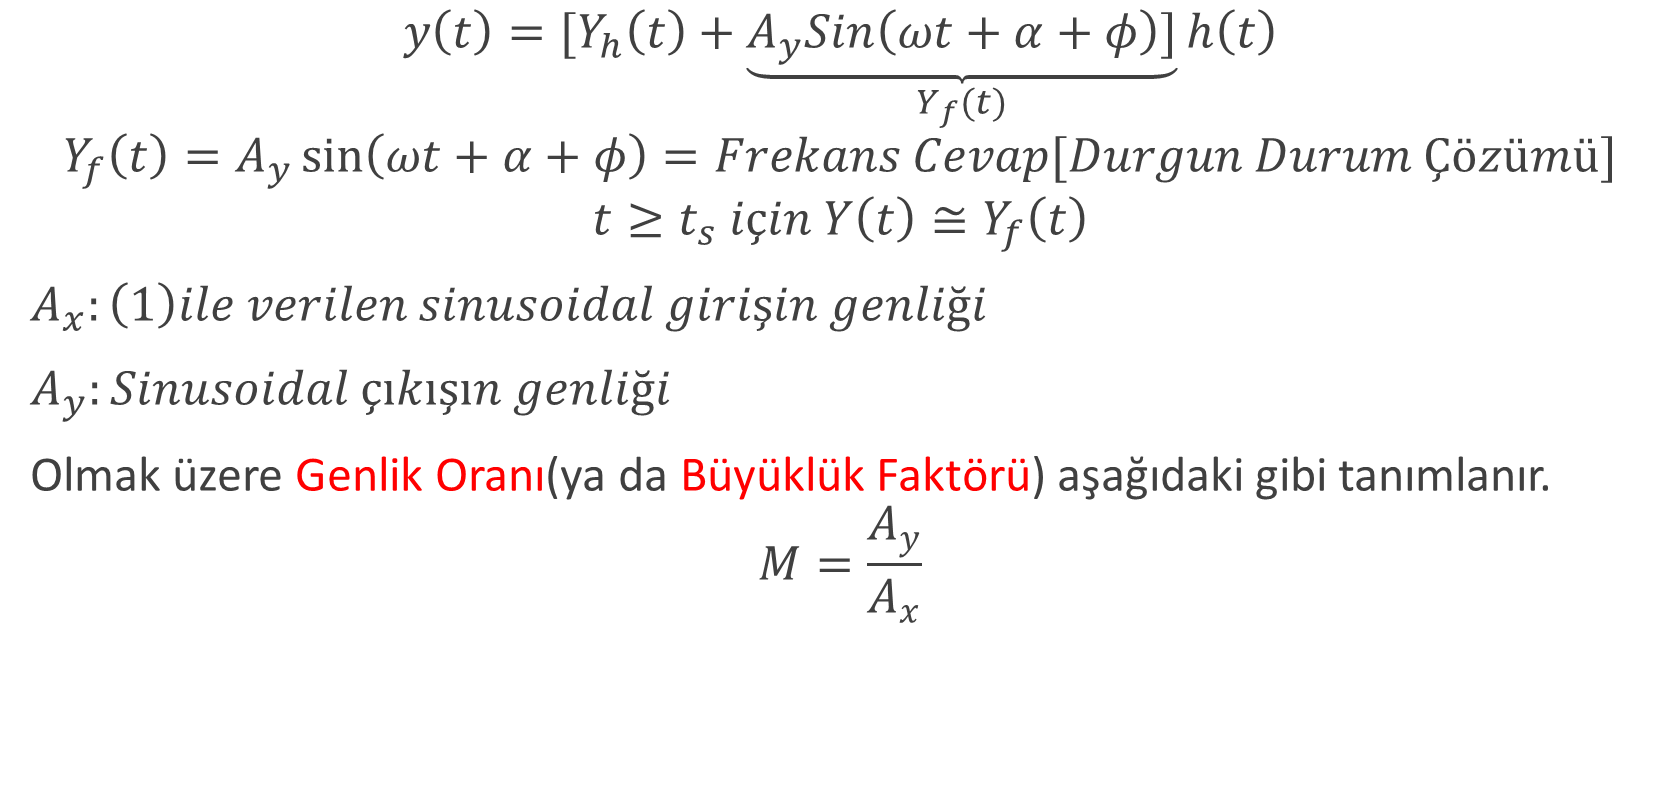 y(t) = [Y_h(t) + A_ySin(ωt + α + ϕ)] h(t)
Y_f(t)
Y_f(t) = A_y sin(ωt + α + ϕ) = Frekans Cevap[Durgun Durum Çözümü]
t ≥ t_s için Y(t) ≅ Y_f(t)
A_x: (1)ile verilen sinusoidal girişin genliği
A_y: Sinusoidal çıkışın genliği
Olmak üzere Genlik Oranı(ya da Büyüklük Faktörü) aşağıdaki gibi tanımlanır.
M = A_y / A_x